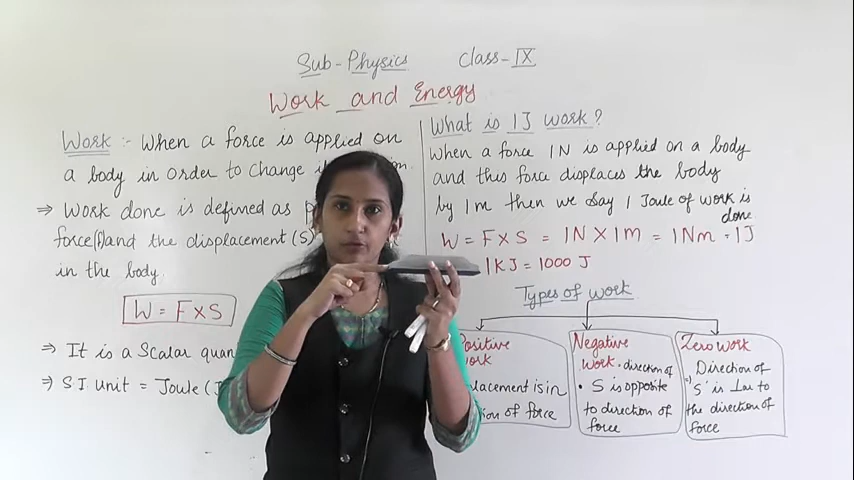 Sub-Physics Class-IX
Work and Energy
Work :- When a force is applied on
a body in order to change
⇒ Work done is defined as
force(F) and the displacement (S)
in the body.
W = F×S
⇒ It is a Scalar
⇒ S.I. unit = Joule
What is 1J work?
When a force 1N is applied on a body
and this force displaces the body
by 1m then we say 1 Joule of work is
done
W = F×S = 1N×1m = 1Nm = 1J
1KJ = 1000 J
Types of work
Positive
work
is in
of force
Negative
work • direction of
• S is opposite
to direction of
force
Zero work
Direction of
⇒ 'S' is ⊥ar to
the direction of
force